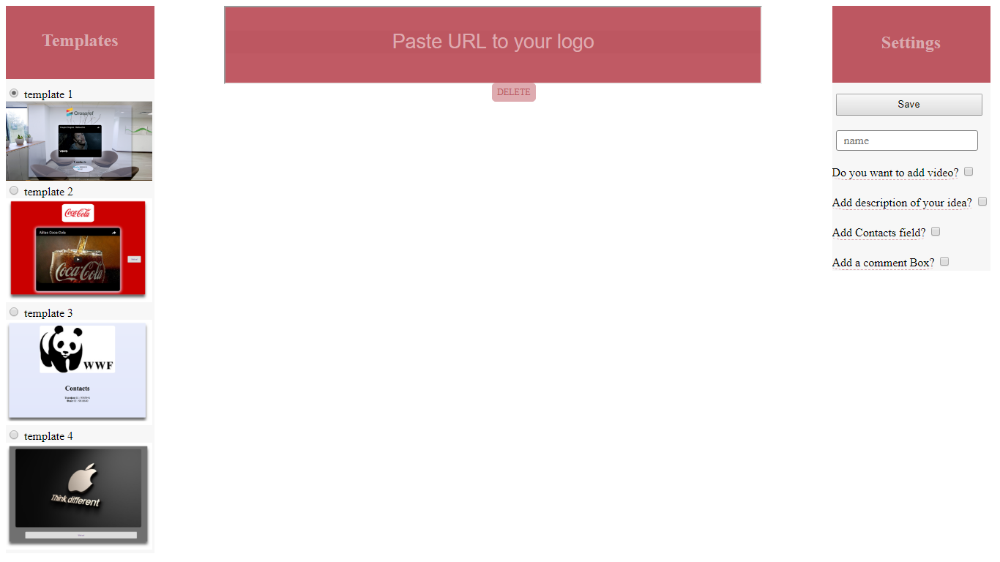 Templates
Paste URL to your logo
Settings
DELETE
template 1
Crossref
vevo
Contacts
Save
name
Do you want to add video?
Add description of your idea?
Add Contacts field?
Add a comment Box?
template 2
Coca-Cola
Coca-Cola
template 3
WWF
Contacts
template 4
Think different